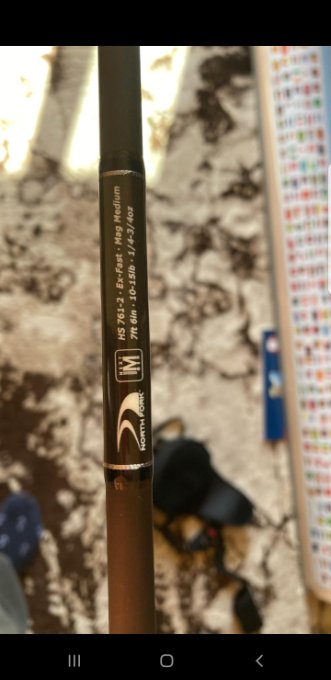 HS 761-2 · Ex-Fast · Mag Medium
7ft 6in · 10-15lb · 1/4-3/4oz
M
NORTH FORK